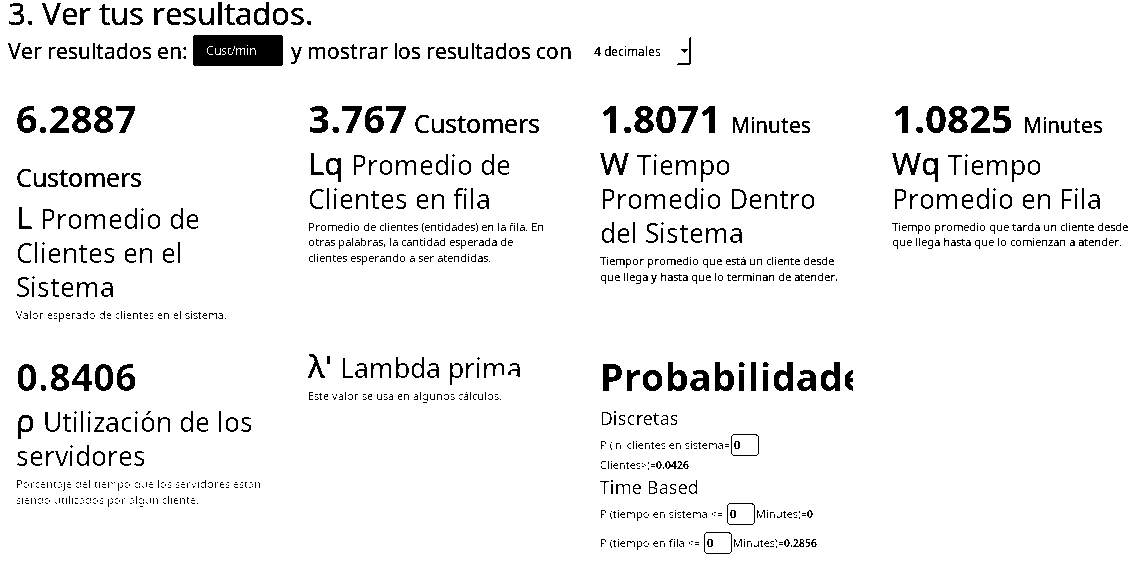 3. Ver tus resultados.
Ver resultados en: Cust/min y mostrar los resultados con 4 decimales
6.2887
Customers
L Promedio de
Clientes en el
Sistema
Valor esperado de clientes en el sistema.
3.767 Customers
Lq Promedio de
Clientes en fila
Promedio de clientes (entidades) en la fila. En
otras palabras, la cantidad esperada de
clientes esperando a ser atendidas.
1.8071 Minutes
W Tiempo
Promedio Dentro
del Sistema
Tiempor promedio que está un cliente desde
que llega y hasta que lo terminan de atender.
1.0825 Minutes
Wq Tiempo
Promedio en Fila
Tiempo promedio que tarda un cliente desde
que llega hasta que lo comienzan a atender.
0.8406
ρ Utilización de los
servidores
Porcentaje del tiempo que los servidores están
siendo utilizados por algun cliente.
λ' Lambda prima
Este valor se usa en algunos cálculos.
Probabilidade
Discretas
P ( n clientes en sistema= 0
Clientes>)=0.0426
Time Based
P (tiempo en sistema <= 0 Minutes)=0
P (tiempo en fila <= 0 Minutes)=0.2856